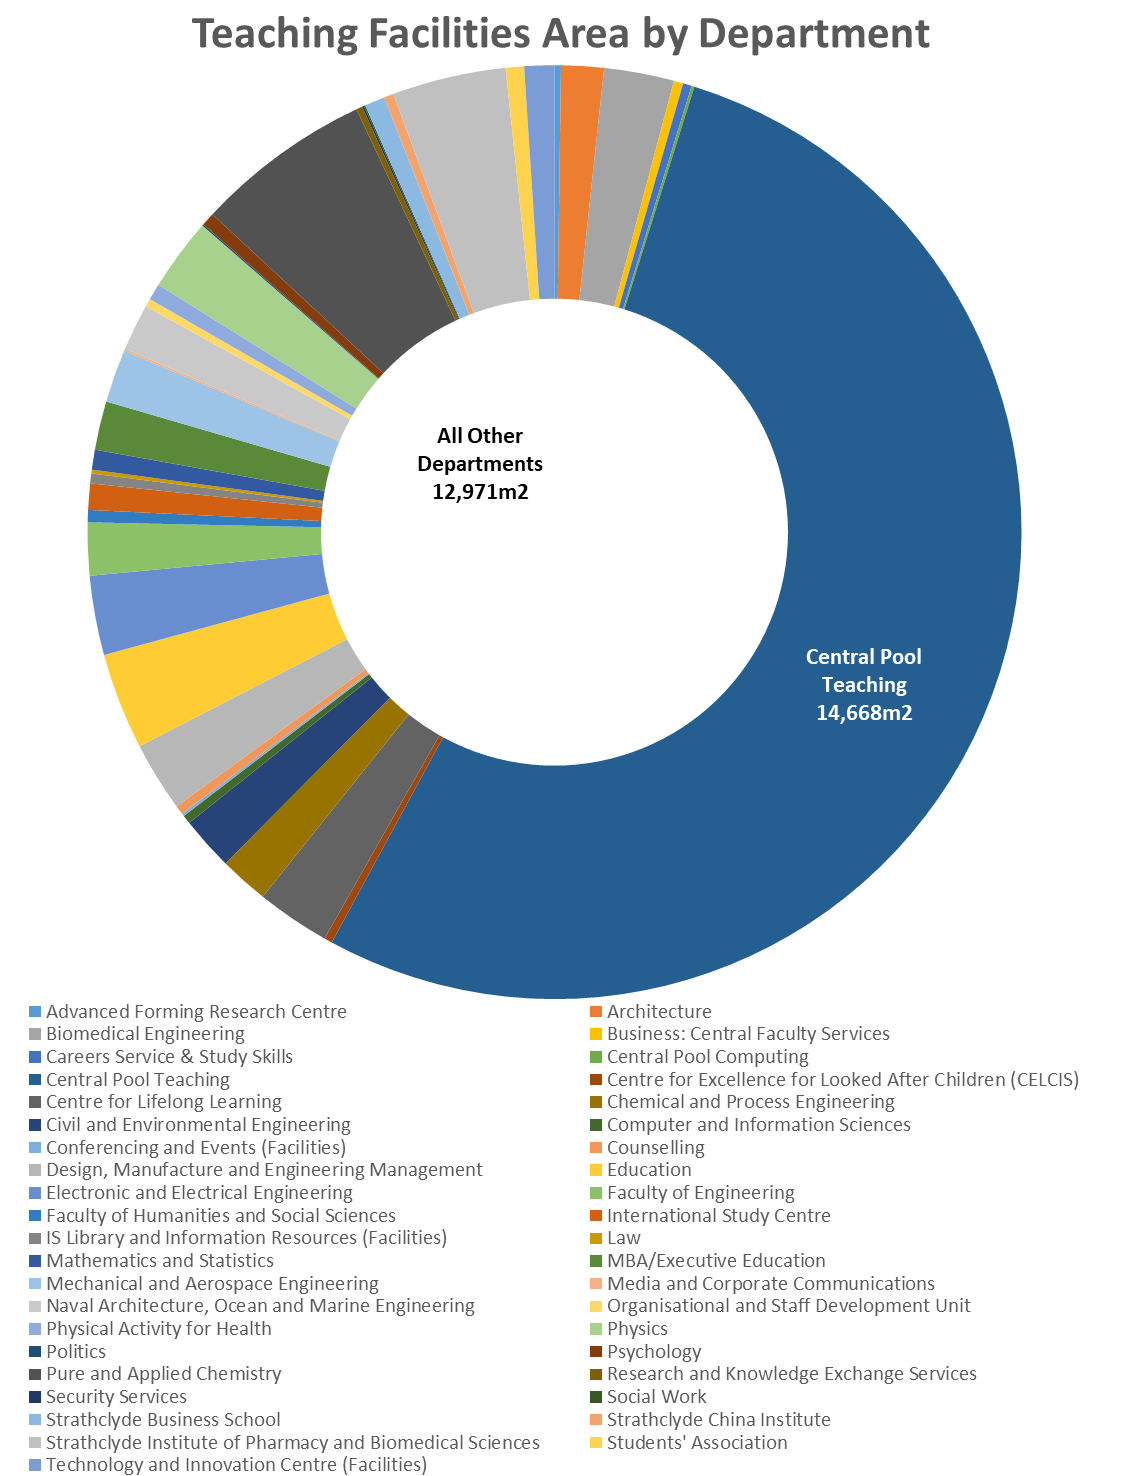 Teaching Facilities Area by Department
All Other
Departments
12,971m2
Central Pool
Teaching
14,668m2
Advanced Forming Research Centre
Architecture
Biomedical Engineering
Business: Central Faculty Services
Careers Service & Study Skills
Central Pool Computing
Central Pool Teaching
Centre for Excellence for Looked After Children (CELCIS)
Centre for Lifelong Learning
Chemical and Process Engineering
Civil and Environmental Engineering
Computer and Information Sciences
Conferencing and Events (Facilities)
Counselling
Design, Manufacture and Engineering Management
Education
Electronic and Electrical Engineering
Faculty of Engineering
Faculty of Humanities and Social Sciences
International Study Centre
IS Library and Information Resources (Facilities)
Law
Mathematics and Statistics
MBA/Executive Education
Mechanical and Aerospace Engineering
Media and Corporate Communications
Naval Architecture, Ocean and Marine Engineering
Organisational and Staff Development Unit
Physical Activity for Health
Physics
Politics
Psychology
Pure and Applied Chemistry
Research and Knowledge Exchange Services
Security Services
Social Work
Strathclyde Business School
Strathclyde China Institute
Strathclyde Institute of Pharmacy and Biomedical Sciences
Students' Association
Technology and Innovation Centre (Facilities)